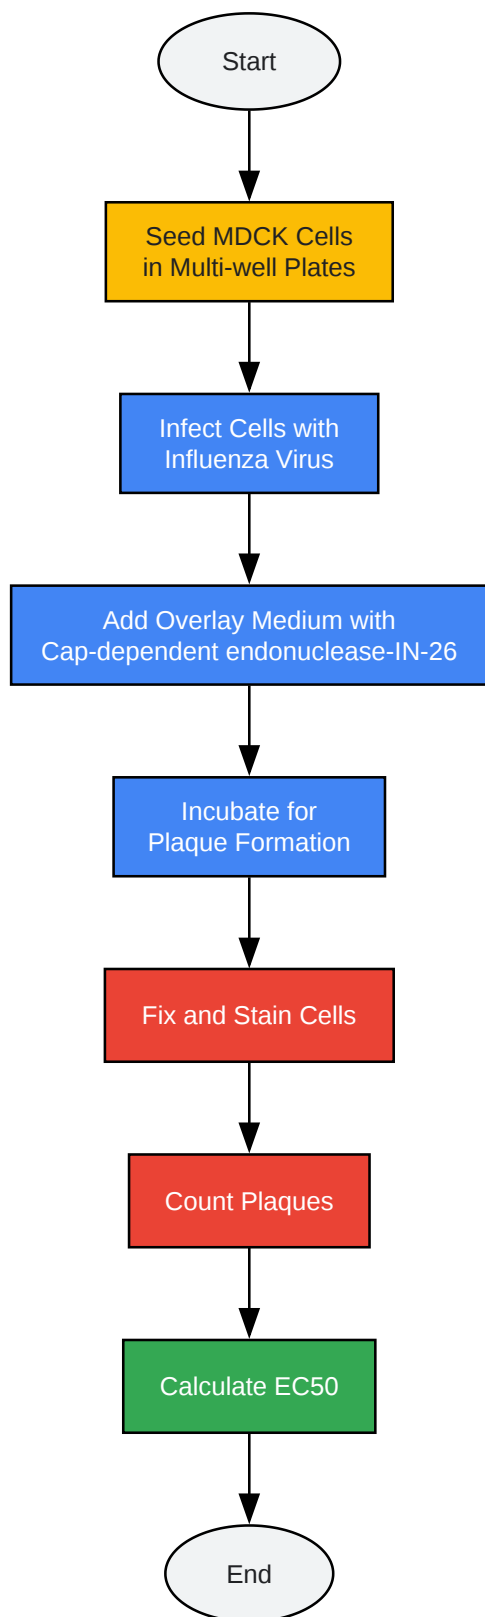 Start
Seed MDCK Cells
in Multi-well Plates
Infect Cells with
Influenza Virus
Add Overlay Medium with
Cap-dependent endonuclease-IN-26
Incubate for
Plaque Formation
Fix and Stain Cells
Count Plaques
Calculate EC50
End